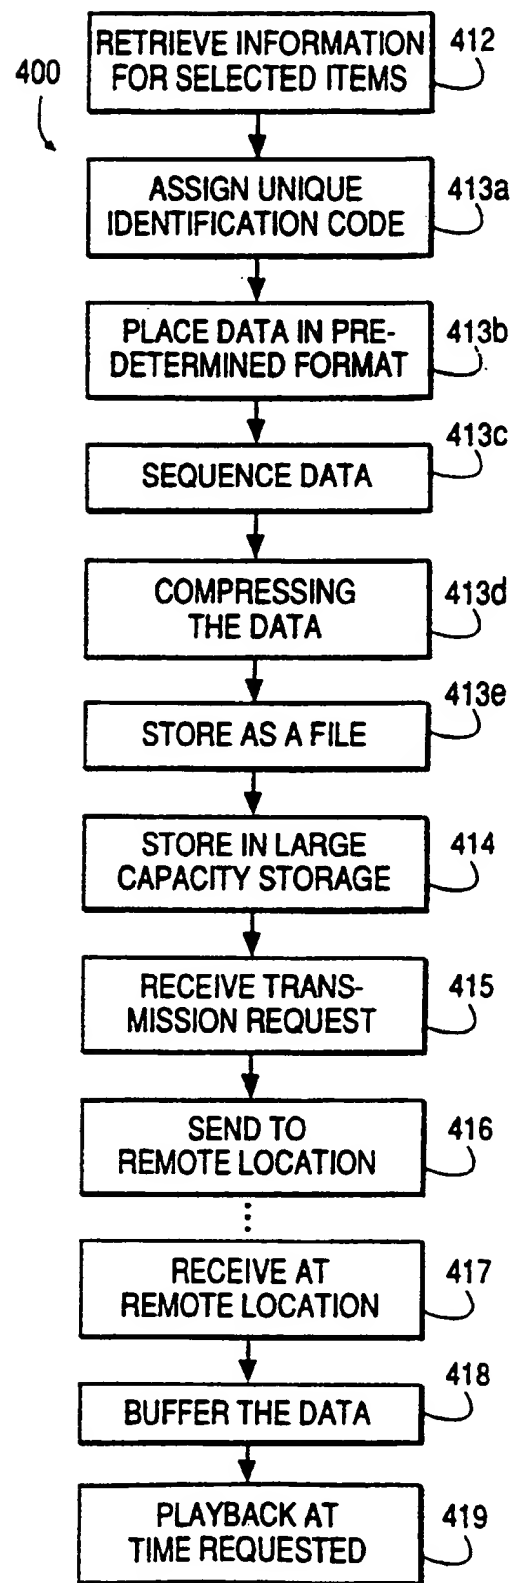 400
RETRIEVE INFORMATION
FOR SELECTED ITEMS
412
ASSIGN UNIQUE
IDENTIFICATION CODE
413a
PLACE DATA IN PRE-
DETERMINED FORMAT
413b
SEQUENCE DATA
413c
COMPRESSING
THE DATA
413d
STORE AS A FILE
413e
STORE IN LARGE
CAPACITY STORAGE
414
RECEIVE TRANS-
MISSION REQUEST
415
SEND TO
REMOTE LOCATION
416
RECEIVE AT
REMOTE LOCATION
417
BUFFER THE DATA
418
PLAYBACK AT
TIME REQUESTED
419